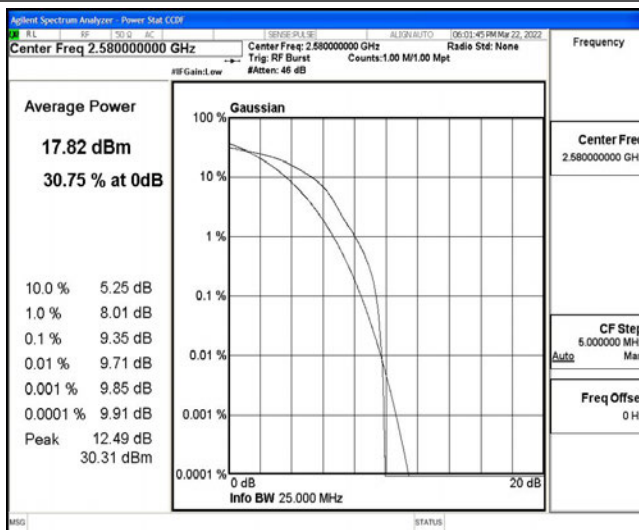 Agilent Spectrum Analyzer - Power Stat CCDF
RL RF 50 Ω AC SENSE:PULSE ALIGN AUTO 06:01:45 PM Mar 22, 2022
Center Freq 2.580000000 GHz
Center Freq: 2.580000000 GHz Radio Std: None
Trig: RF Burst Counts:1.00 M/1.00 Mpt
#IFGain:Low #Atten: 46 dB
Frequency
Average Power
17.82 dBm
30.75 % at 0dB
10.0 % 5.25 dB
1.0 % 8.01 dB
0.1 % 9.35 dB
0.01 % 9.71 dB
0.001 % 9.85 dB
0.0001 % 9.91 dB
Peak 12.49 dB
30.31 dBm
Gaussian
100 %
10 %
1 %
0.1 %
0.01 %
0.001 %
0.0001 %
0 dB 20 dB
Info BW 25.000 MHz
Center Freq
2.580000000 GH
CF Step
5.000000 MH
Auto Ma
Freq Offse
0 H
MSG STATUS